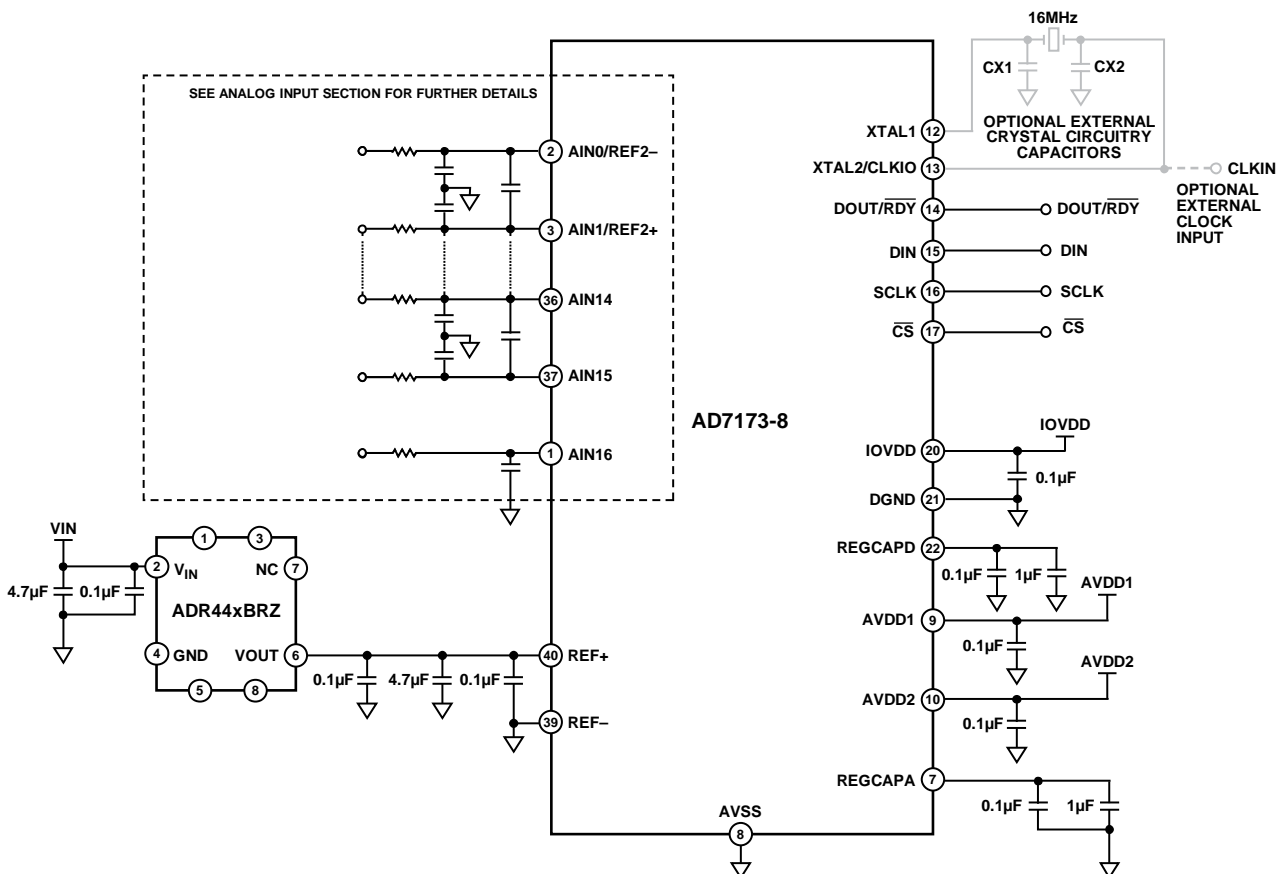 16MHz
CX1
CX2
OPTIONAL EXTERNAL
CRYSTAL CIRCUITRY
CAPACITORS
SEE ANALOG INPUT SECTION FOR FURTHER DETAILS
XTAL1
12
2
AIN0/REF2–
XTAL2/CLKIO
13
CLKIN
OPTIONAL
EXTERNAL
CLOCK
INPUT
DOUT/RDY
14
DOUT/RDY
3
AIN1/REF2+
DIN
15
DIN
36
AIN14
SCLK
16
SCLK
CS
17
CS
37
AIN15
AD7173-8
1
AIN16
IOVDD
IOVDD
20
0.1µF
DGND
21
VIN
1
3
2
VIN
NC
7
4.7µF
0.1µF
ADR44xBRZ
4
GND
VOUT
6
5
8
REGCAPD
22
0.1µF
1µF
AVDD1
AVDD1
9
0.1µF
40
REF+
0.1µF
4.7µF
0.1µF
39
REF–
AVDD2
AVDD2
10
0.1µF
REGCAPA
7
0.1µF
1µF
AVSS
8